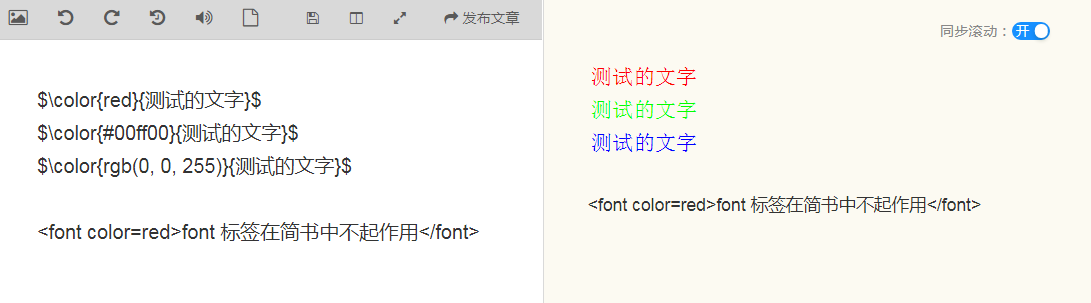 发布文章
同步滚动：开
$\color{red}{测试的文字}$
$\color{#00ff00}{测试的文字}$
$\color{rgb(0, 0, 255)}{测试的文字}$
<font color=red>font 标签在简书中不起作用</font>
测试的文字
测试的文字
测试的文字
<font color=red>font 标签在简书中不起作用</font>